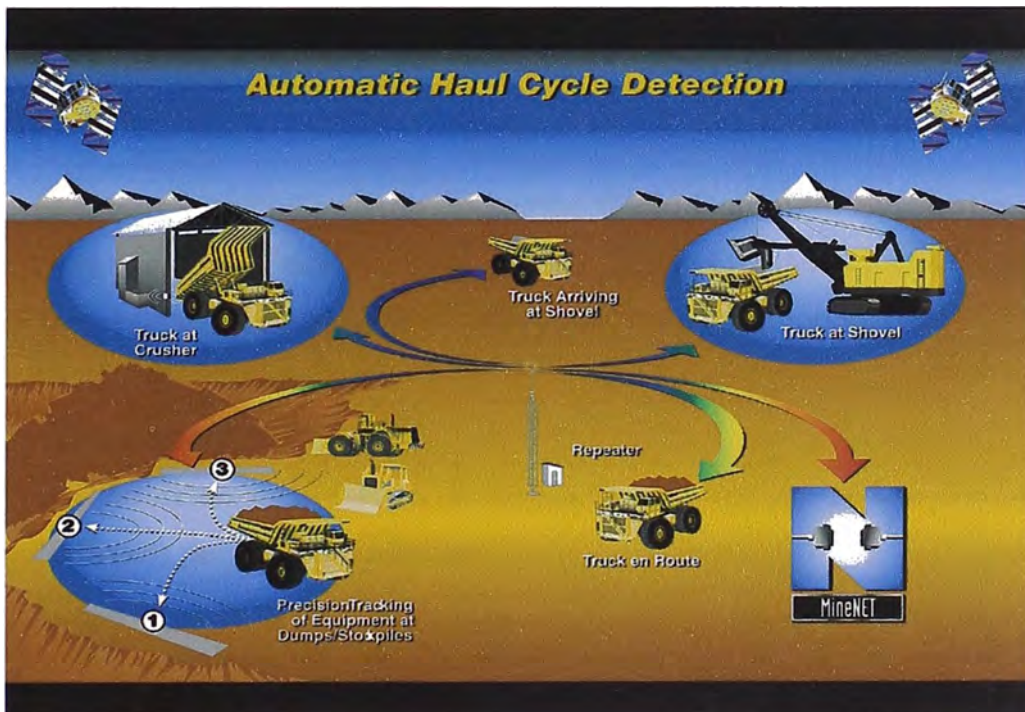 Automatic Haul Cycle Detection
Truck at
Crusher
Truck Arriving
at Shovel
Truck at Shovel
3
2
1
Repeater
Truck en Route
PrecisionTracking
of Equipment at
Dumps/Stockpiles
N
MineNET